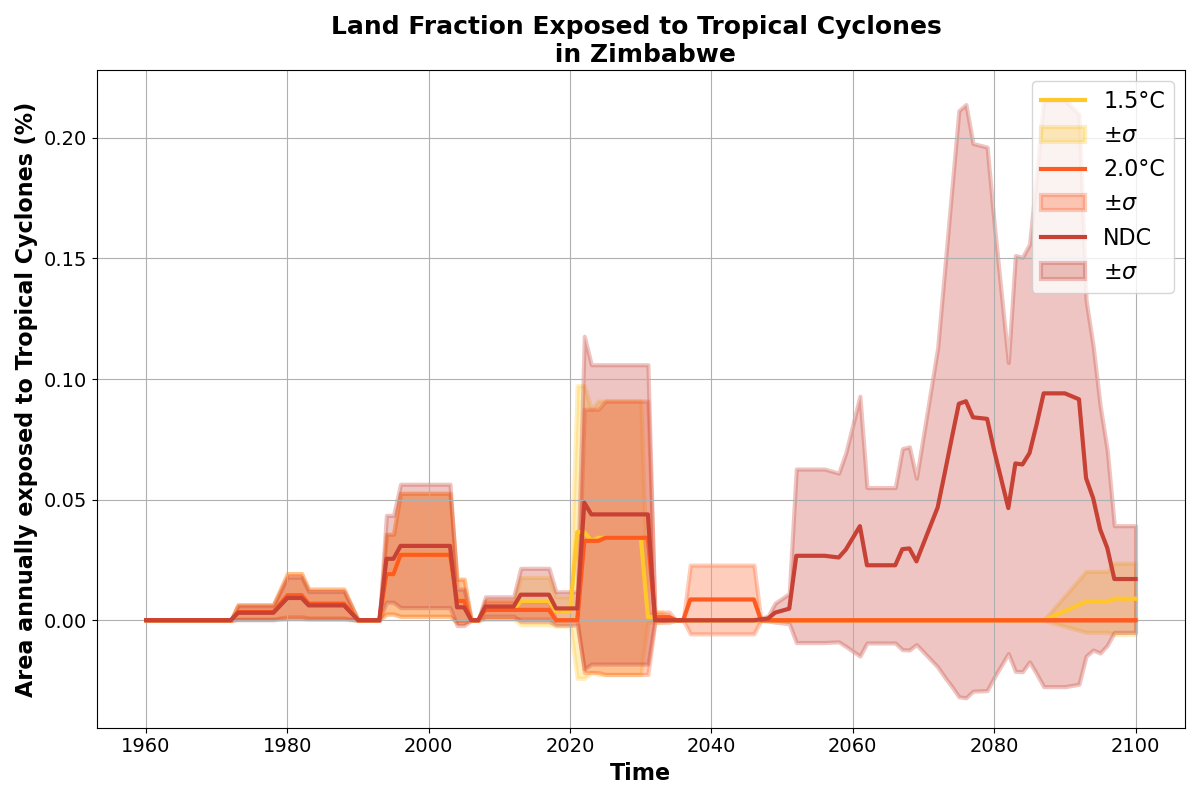 Land Fraction Exposed to Tropical Cyclones
in Zimbabwe
Area annually exposed to Tropical Cyclones (%)
0.20
0.15
0.10
0.05
0.00
1.5°C
±σ
2.0°C
±σ
NDC
±σ
1960
1980
2000
2020
2040
2060
2080
2100
Time